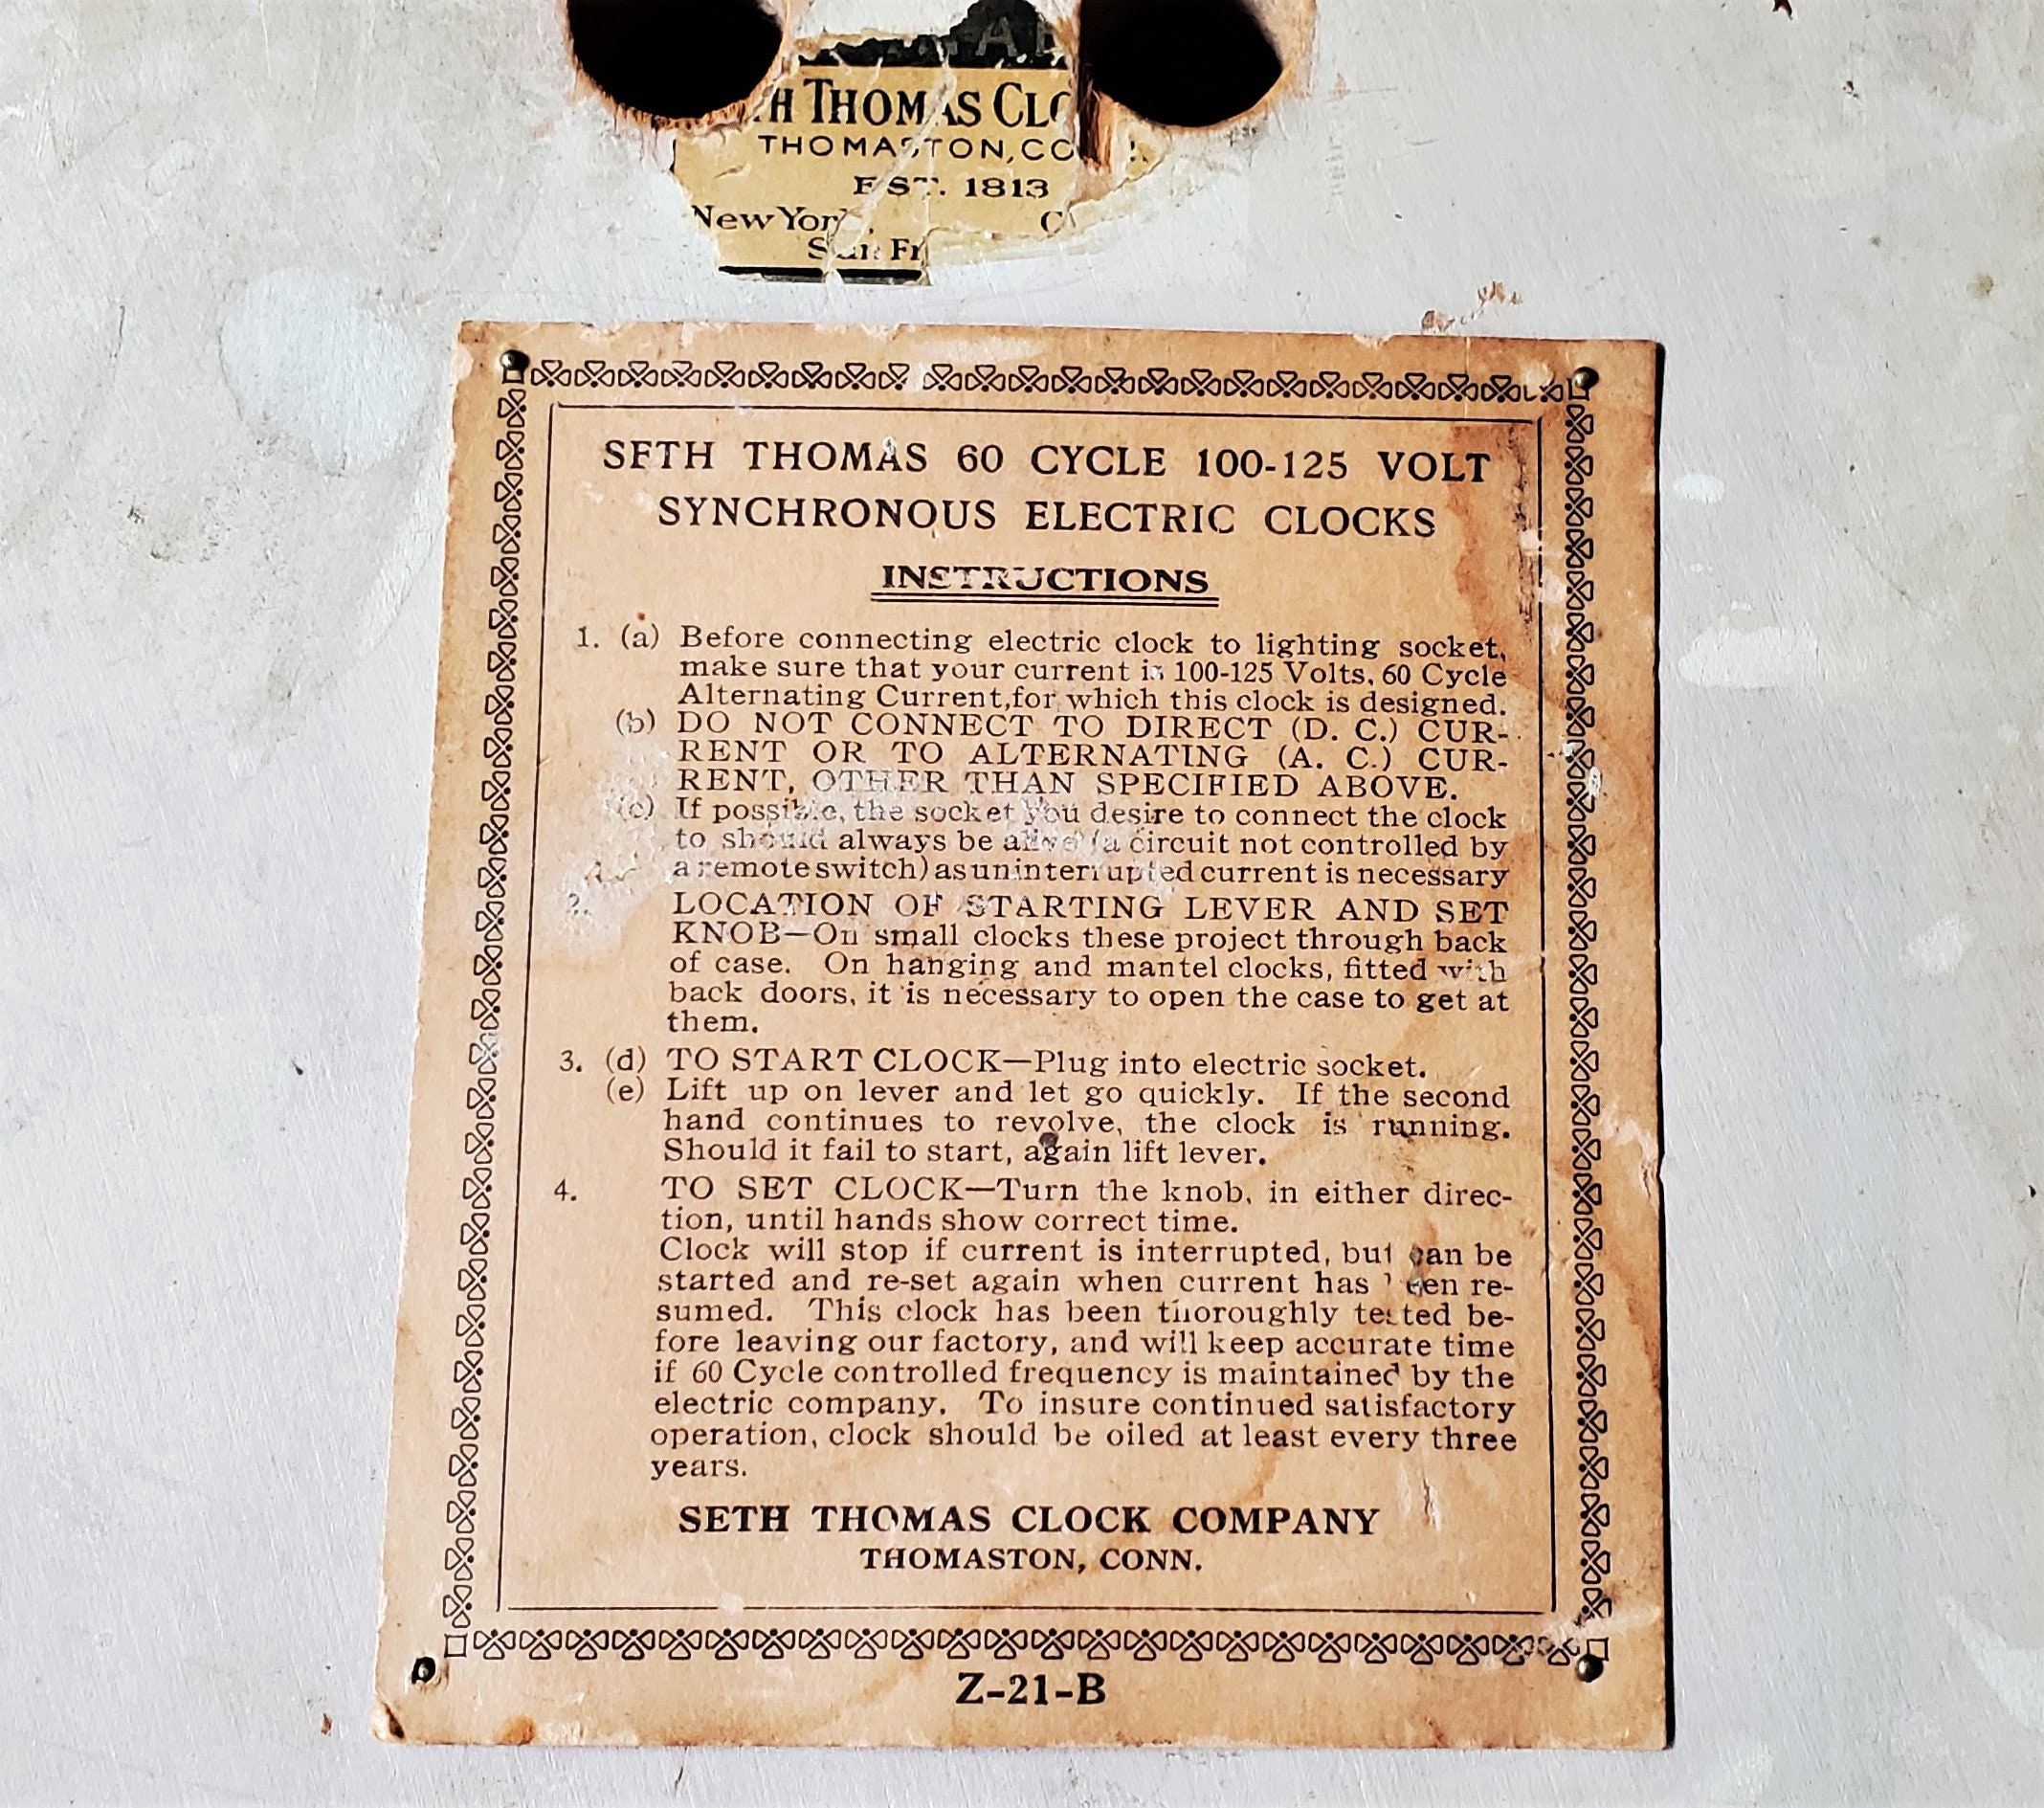 H THOMAS CLO
THOMASTON, CO
EST. 1813
New York,
San Fr
SETH THOMAS 60 CYCLE 100-125 VOLT
SYNCHRONOUS ELECTRIC CLOCKS
INSTRUCTIONS
1. (a) Before connecting electric clock to lighting socket,
make sure that your current is 100-125 Volts, 60 Cycle
Alternating Current, for which this clock is designed.
(b) DO NOT CONNECT TO DIRECT (D. C.) CUR-
RENT OR TO ALTERNATING (A. C.) CUR-
RENT, OTHER THAN SPECIFIED ABOVE.
(c) If possible, the socket you desire to connect the clock
to should always be alive (a circuit not controlled by
a remote switch) as uninterrupted current is necessary
2. LOCATION OF STARTING LEVER AND SET
KNOB—On small clocks these project through back
of case. On hanging and mantel clocks, fitted with
back doors, it is necessary to open the case to get at
them.
3. (d) TO START CLOCK—Plug into electric socket.
(e) Lift up on lever and let go quickly. If the second
hand continues to revolve, the clock is running.
Should it fail to start, again lift lever.
4. TO SET CLOCK—Turn the knob, in either direc-
tion, until hands show correct time.
Clock will stop if current is interrupted, but can be
started and re-set again when current has been re-
sumed. This clock has been thoroughly tested be-
fore leaving our factory, and will keep accurate time
if 60 Cycle controlled frequency is maintained by the
electric company. To insure continued satisfactory
operation, clock should be oiled at least every three
years.
SETH THOMAS CLOCK COMPANY
THOMASTON, CONN.
Z-21-B